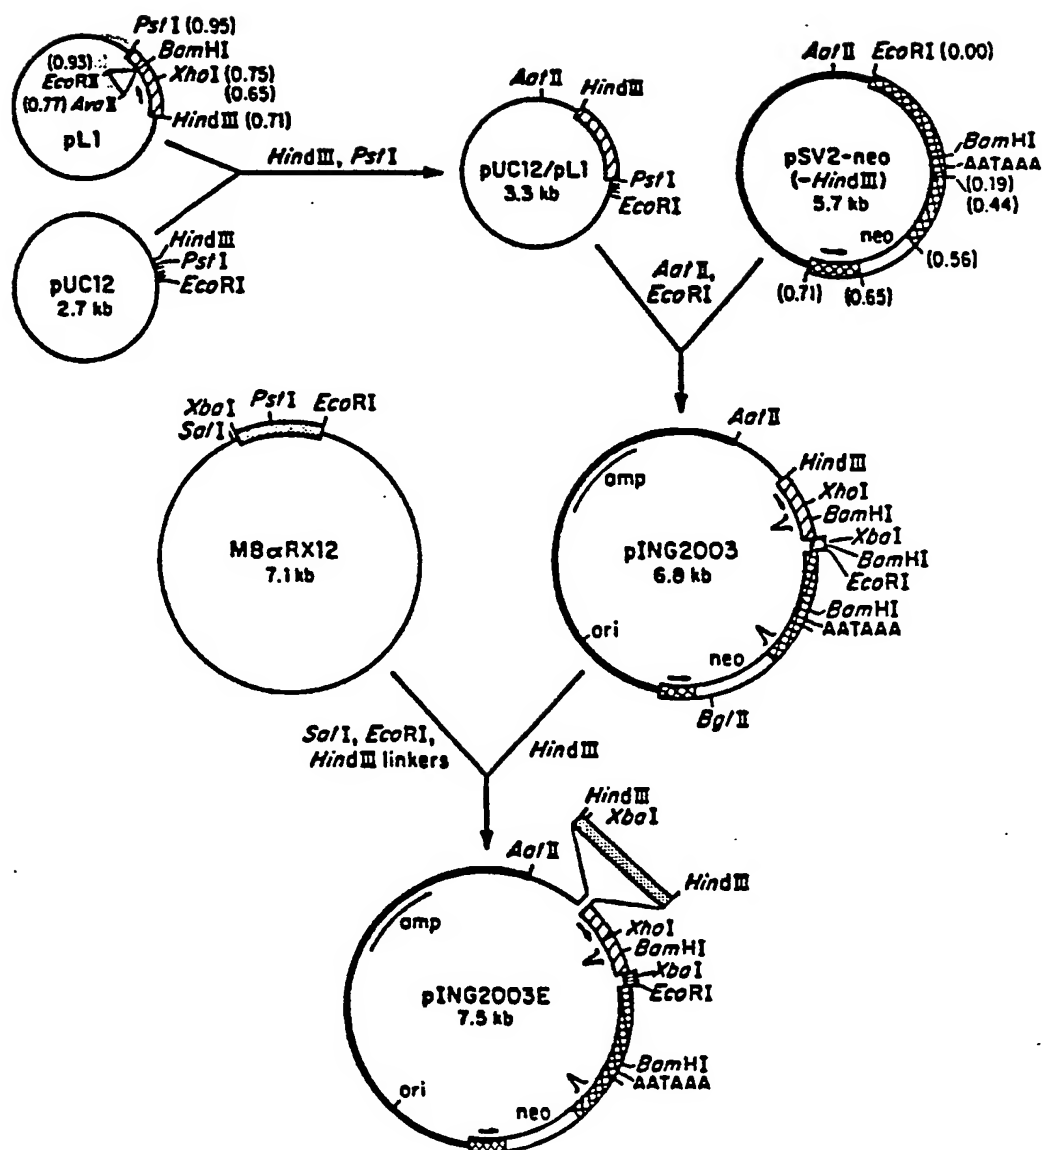 PstI (0.95)
BamHI
(0.93)
EcoRII
XhoI (0.75)
(0.65)
(0.77) AvaII
HindIII (0.71)
pL1
HindIII, PstI
HindIII
PstI
EcoRI
pUC12
2.7 kb
AatII
HindIII
pUC12/pL1
3.3 kb
PstI
EcoRI
AatII
EcoRI (0.00)
pSV2-neo
(-HindIII)
5.7 kb
BamHI
AATAAA
(0.19)
(0.44)
neo
(0.56)
(0.71)
(0.65)
AatII,
EcoRI
XbaI
SalI
PstI
EcoRI
M8αRX12
7.1 kb
AatII
HindIII
XhoI
BamHI
XbaI
BamHI
EcoRI
BamHI
AATAAA
amp
pING2003
6.8 kb
ori
neo
BglII
SalI, EcoRI,
HindIII linkers
HindIII
HindIII
XbaI
HindIII
AatII
XhoI
BamHI
XbaI
EcoRI
amp
pING2003E
7.5 kb
BamHI
AATAAA
ori
neo